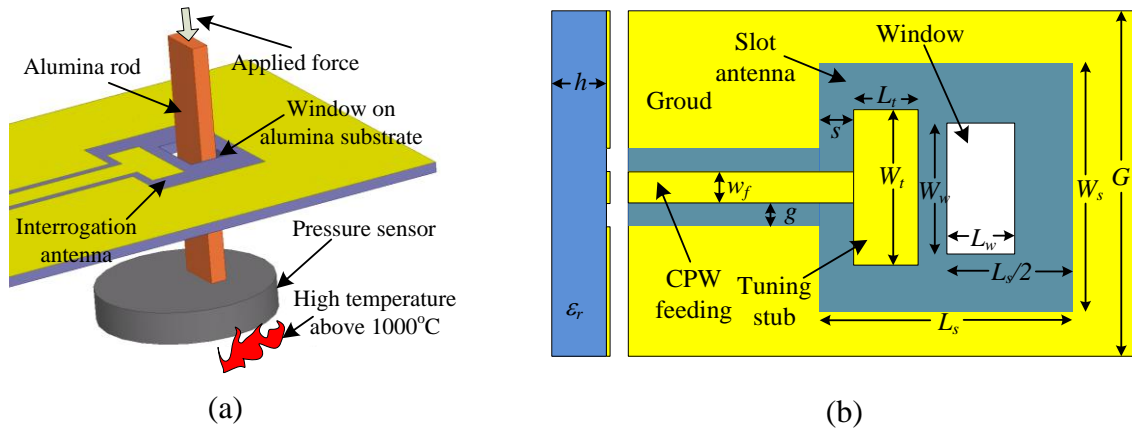 Applied force
Alumina rod
Window on
alumina substrate
Interrogation
antenna
Pressure sensor
High temperature
above 1000°C
(a)
h
εr
Groud
Slot
antenna
Window
Lt
s
Wt
Ww
Ws
G
wf
g
Lw
Ls/2
CPW
feeding
Tuning
stub
Ls
(b)